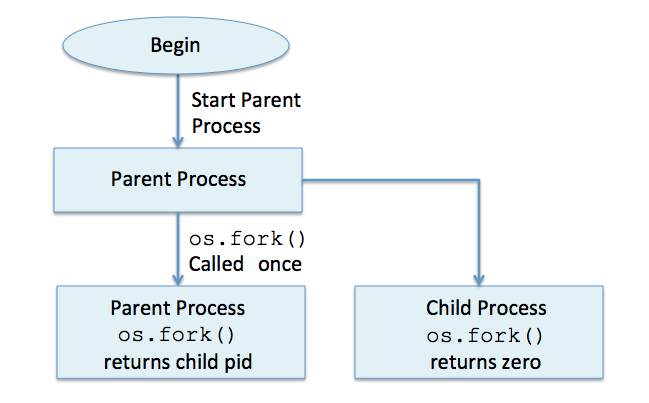 Begin
Start Parent
Process
Parent Process
os.fork()
Called once
Parent Process
os.fork()
returns child pid
Child Process
os.fork()
returns zero